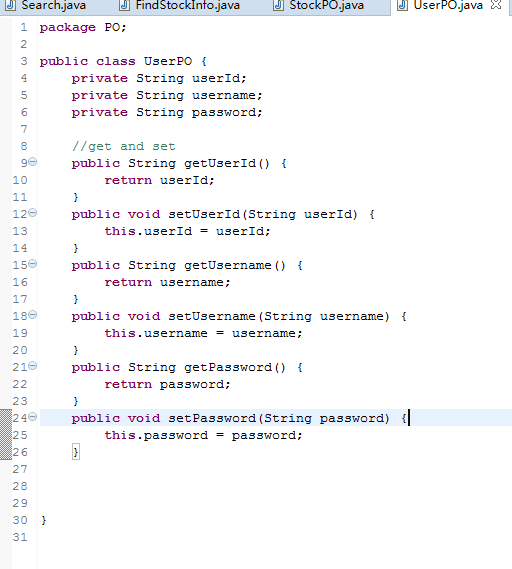 Search.java FindStockInfo.java StockPO.java UserPO.java
1 package PO;
2
3 public class UserPO {
4     private String userId;
5     private String username;
6     private String password;
7
8     //get and set
9     public String getUserId() {
10         return userId;
11     }
12     public void setUserId(String userId) {
13         this.userId = userId;
14     }
15     public String getUsername() {
16         return username;
17     }
18     public void setUsername(String username) {
19         this.username = username;
20     }
21     public String getPassword() {
22         return password;
23     }
24     public void setPassword(String password) {
25         this.password = password;
26     }
27
28
29
30 }
31